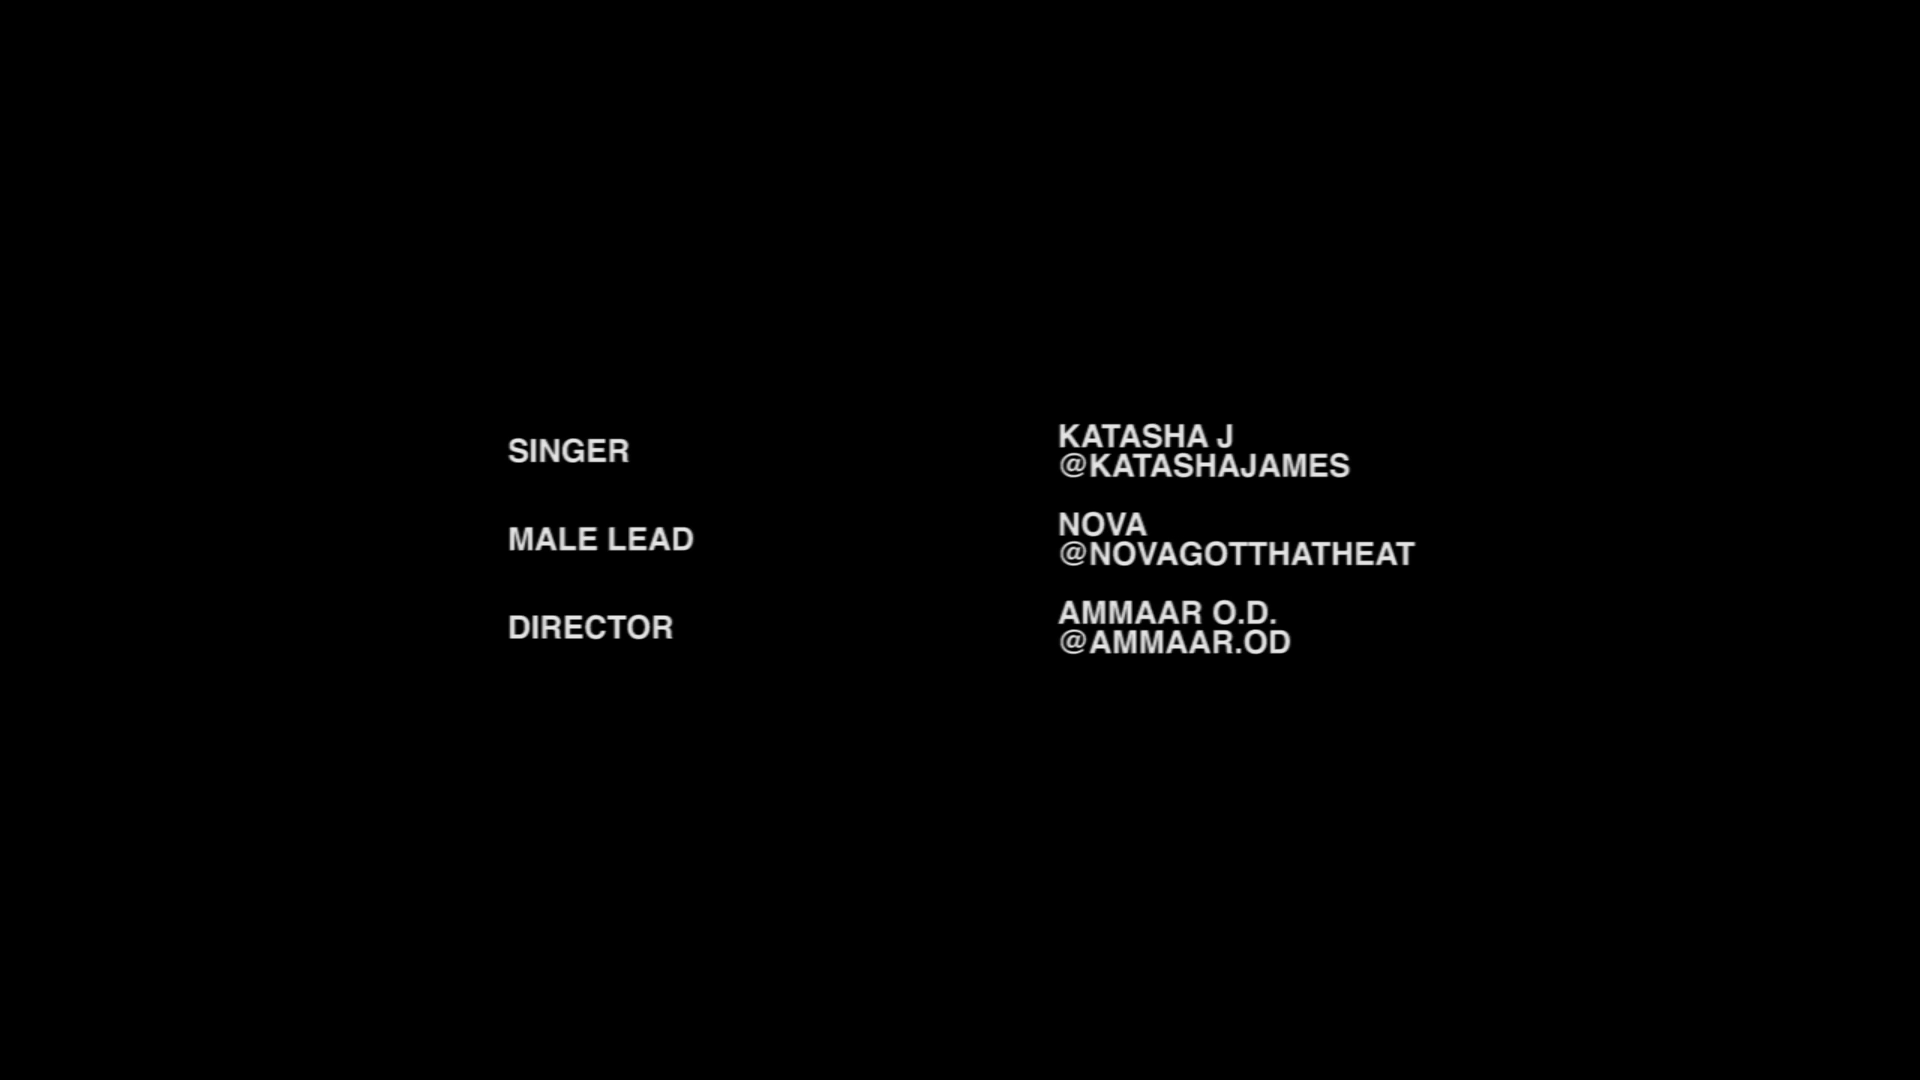 SINGER
KATASHA J
@KATASHAJAMES
MALE LEAD
NOVA
@NOVAGOTTHATHEAT
DIRECTOR
AMMAAR O.D.
@AMMAAR.OD